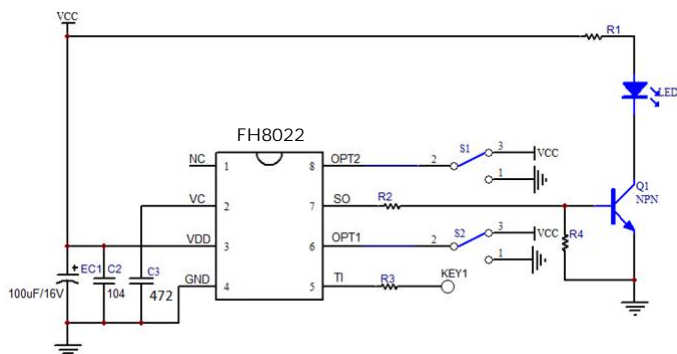 VCC
R1
LED
FH8022
NC 1 8 OPT2 2 S1 3 VCC
1
VC 2 7 SO R2
Q1
NPN
R4
VDD 3 6 OPT1 2 S2 3 VCC
1
+ EC1 C2 C3
100uF/16V 104 472
GND 4 5 TI R3 KEY1